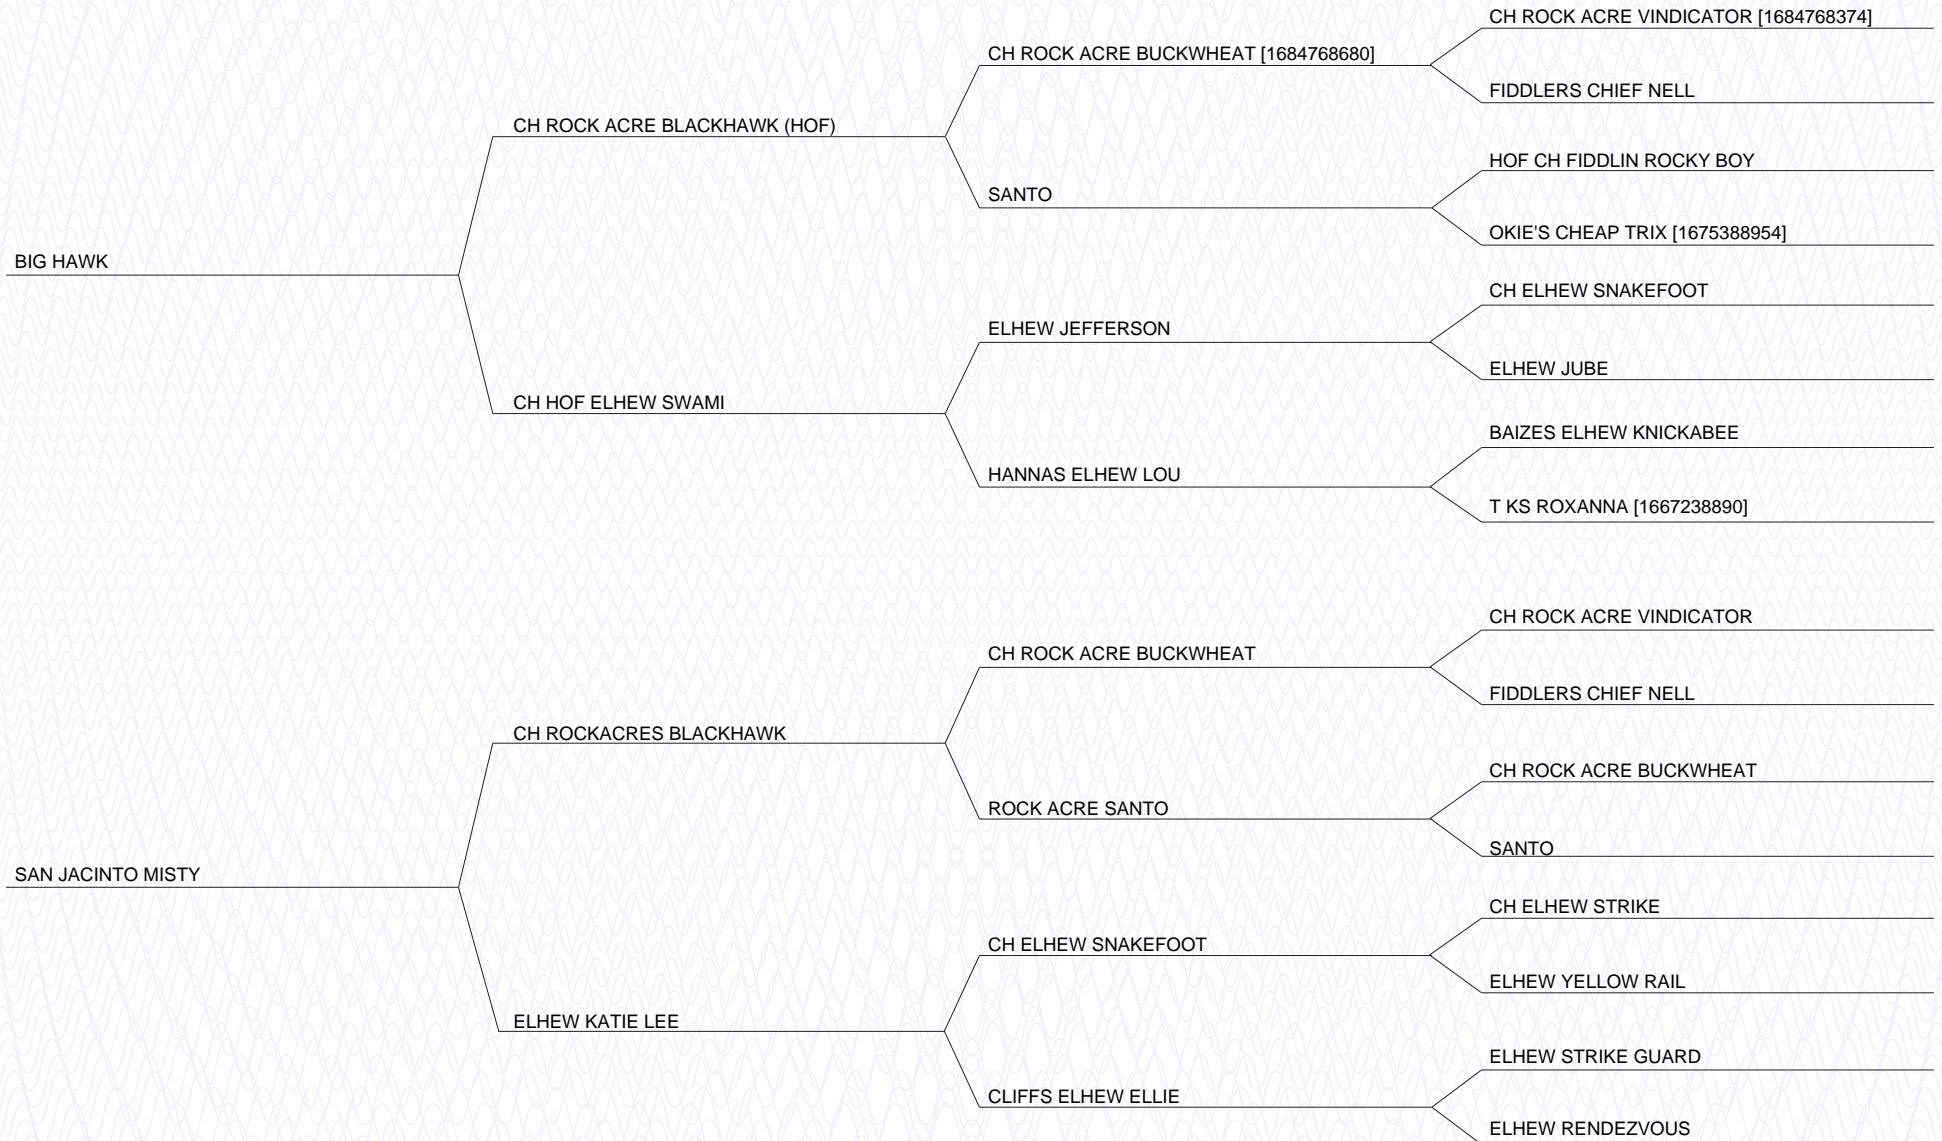 CH ROCK ACRE VINDICATOR [1684768374]
CH ROCK ACRE BUCKWHEAT [1684768680]
FIDDLERS CHIEF NELL
CH ROCK ACRE BLACKHAWK (HOF)
HOF CH FIDDLIN ROCKY BOY
SANTO
OKIE'S CHEAP TRIX [1675388954]
BIG HAWK
CH ELHEW SNAKEFOOT
ELHEW JEFFERSON
ELHEW JUBE
CH HOF ELHEW SWAMI
BAIZES ELHEW KNICKABEE
HANNAS ELHEW LOU
T KS ROXANNA [1667238890]
CH ROCK ACRE VINDICATOR
CH ROCK ACRE BUCKWHEAT
FIDDLERS CHIEF NELL
CH ROCKACRES BLACKHAWK
CH ROCK ACRE BUCKWHEAT
ROCK ACRE SANTO
SANTO
SAN JACINTO MISTY
CH ELHEW STRIKE
CH ELHEW SNAKEFOOT
ELHEW YELLOW RAIL
ELHEW KATIE LEE
ELHEW STRIKE GUARD
CLIFFS ELHEW ELLIE
ELHEW RENDEZVOUS